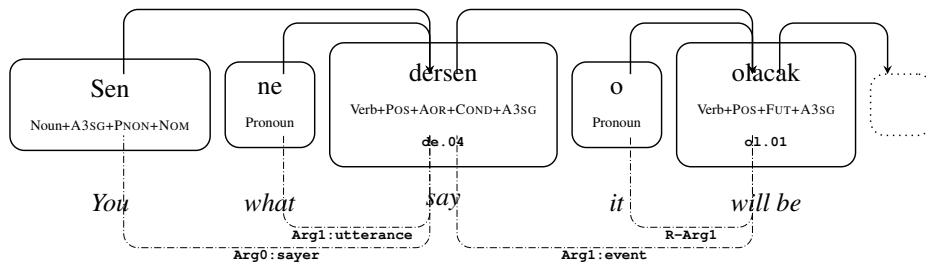 Sen ne dersen o olacak
Noun+A3SG+PNON+NOM Pronoun Verb+POS+AOR+COND+A3SG Pronoun Verb+POS+FUT+A3SG
de.04 ol.01
You what say it will be
Arg1:utterance R-Arg1
Arg0:sayer Arg1:event